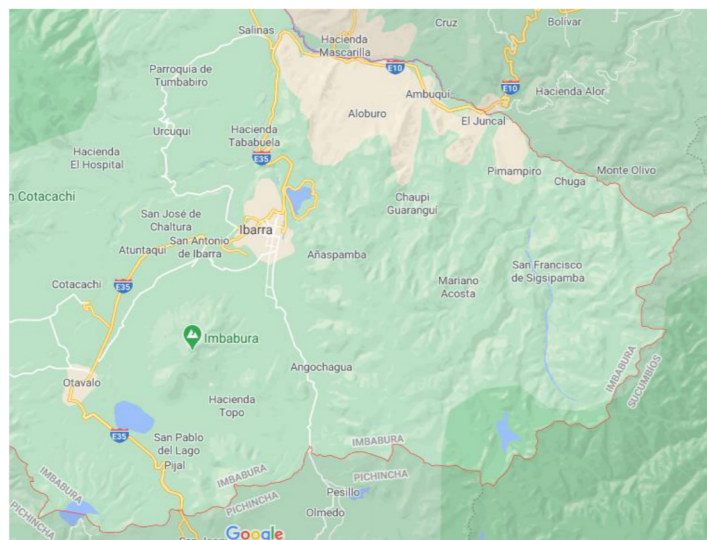 Cruz
Bolivar
Salinas
Hacienda
Mascarilla
E10
Parroquia de
Tumbabiro
Ambuqui
E10
Hacienda Alor
Aloburo
El Juncal
Urcuqui
Hacienda
Tababuela
Hacienda
El Hospital
E35
Pimampiro
Monte Olivo
Chuga
n Cotacachi
Chaupi
Guarangui
San José de
Chaltura
Ibarra
San Antonio
de Ibarra
Atuntaqui
Añaspamba
San Francisco
de Sigsipamba
Mariano
Acosta
Cotacachi
E35
Imbabura
Angochagua
IMBABURA
SUCUMBÍOS
Otavalo
Hacienda
Topo
E35
San Pablo
del Lago
Pijal
IMBABURA
IMBABURA
PICHINCHA
IMBABURA
PICHINCHA
PICHINCHA
Pesillo
Olmedo
Google